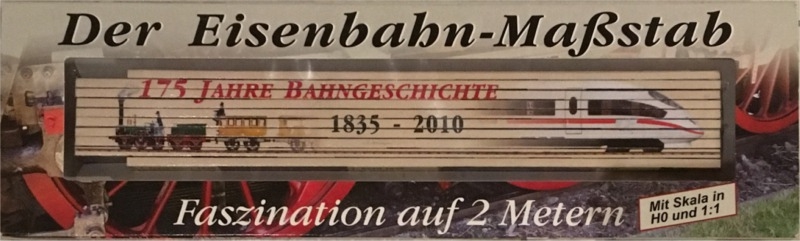 Der Eisenbahn-Maßstab
175 JAHRE BAHNGESCHICHTE
1835 - 2010
Faszination auf 2 Metern
Mit Skala in
H0 und 1:1